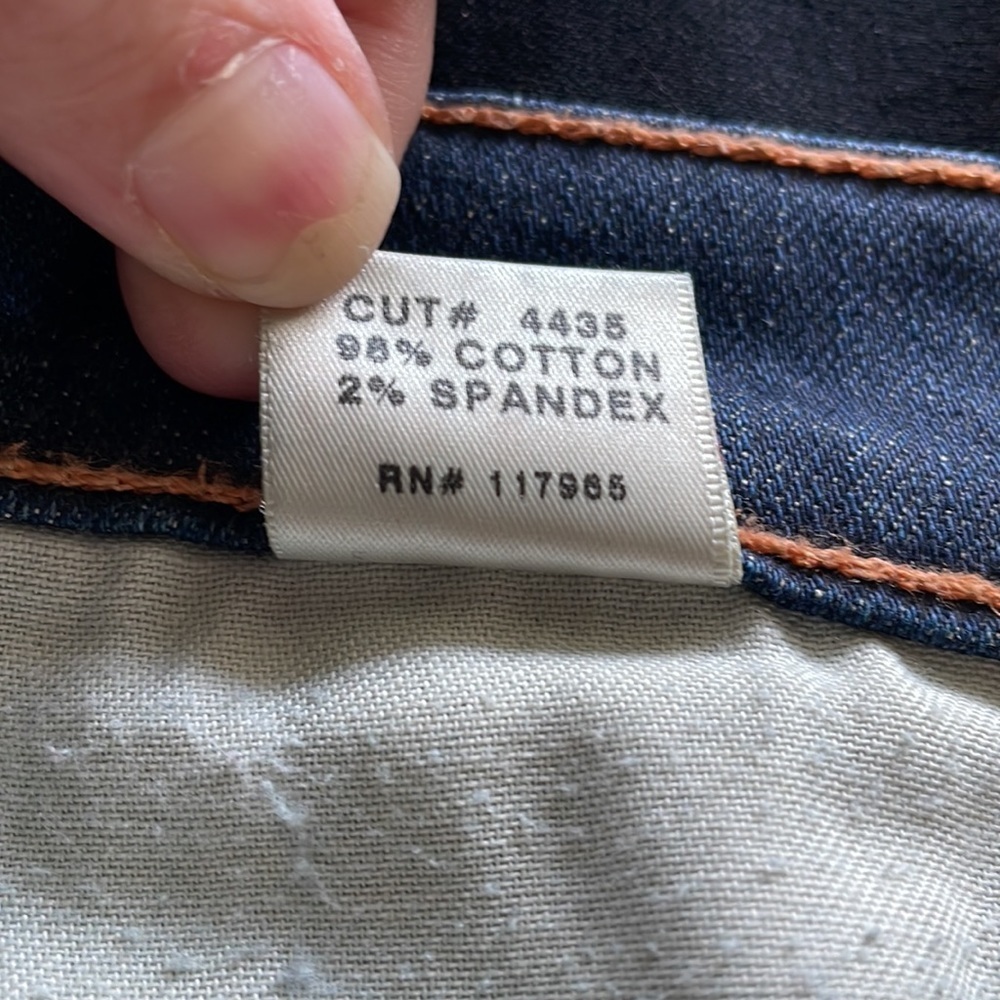 CUT# 4435
98% COTTON
2% SPANDEX
RN# 117965